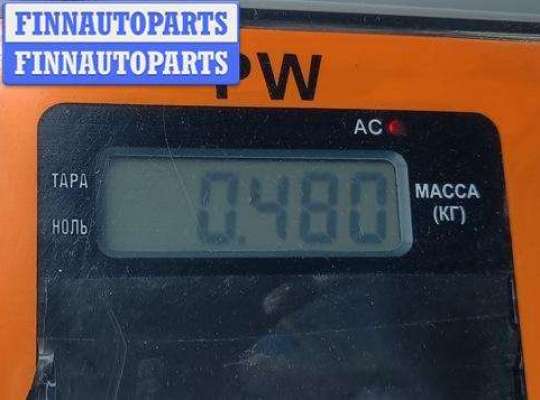 FINNAUTOPARTS
FINNAUTOPARTS
PW
AC
ТАРА
НОЛЬ
0.480
МАССА
(КГ)